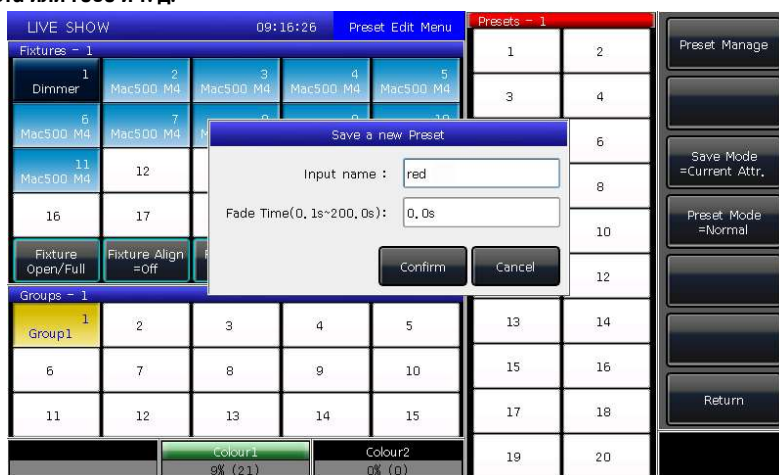 LIVE SHOW 09:16:26 Preset Edit Menu
Presets - 1
Fixtures - 1
1 Dimmer
2 Mac500 M4
3 Mac500 M4
4 Mac500 M4
5 Mac500 M4
6 Mac500 M4
7 Mac500 M4
11 Mac500 M4
12
16
17
Fixture Open/Full
Fixture Align =Off
Save a new Preset
Input name : red
Fade Time(0.1s~200.0s): 0.0s
Confirm
Cancel
Groups - 1
1 Group1
2
3
4
5
6
7
8
9
10
11
12
13
14
15
Colour1
9% (21)
Colour2
0% (0)
1
2
3
4
6
8
10
12
13
14
15
16
17
18
19
20
Preset Manage
Save Mode
=Current Attr.
Preset Mode
=Normal
Return